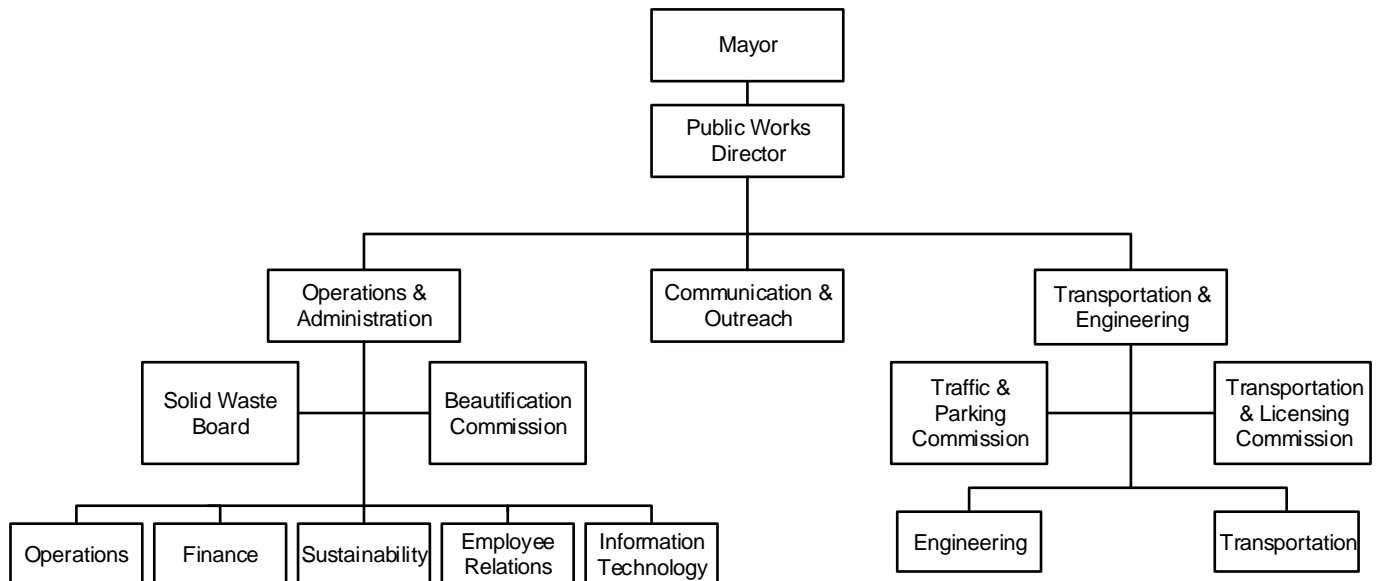 Mayor
Public Works
Director
Operations &
Administration
Communication &
Outreach
Transportation &
Engineering
Solid Waste
Board
Beautification
Commission
Traffic &
Parking
Commission
Transportation
& Licensing
Commission
Operations
Finance
Sustainability
Employee
Relations
Information
Technology
Engineering
Transportation